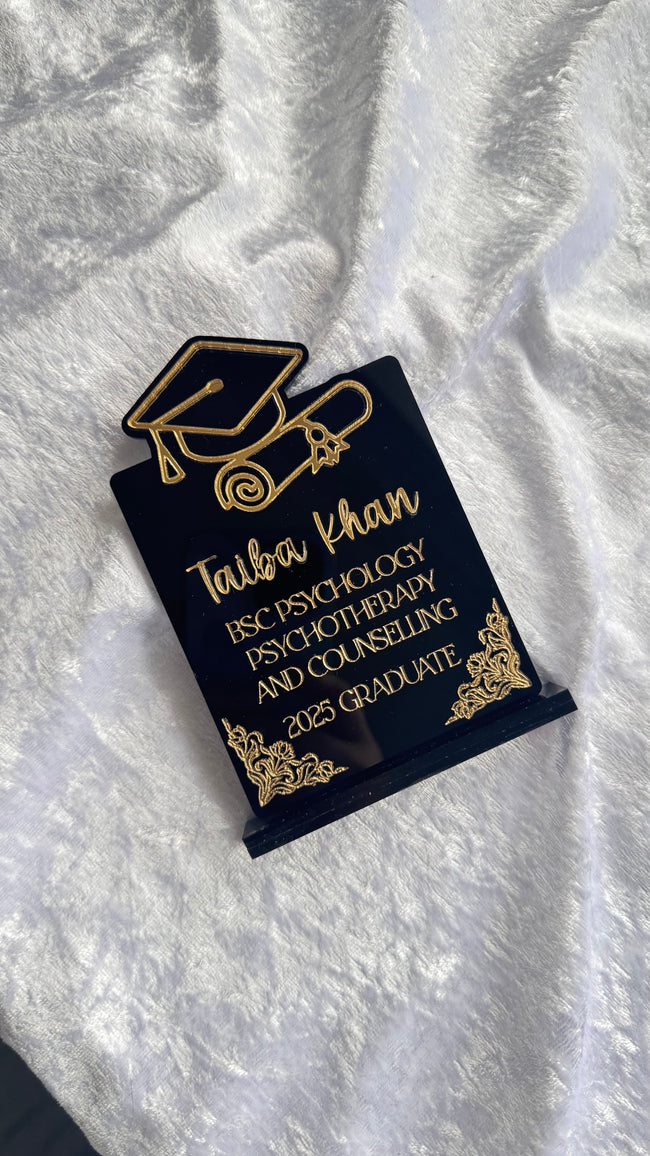 Taiba Khan
BSC PSYCHOLOGY
PSYCHOTHERAPY
AND COUNSELLING
2025 GRADUATE